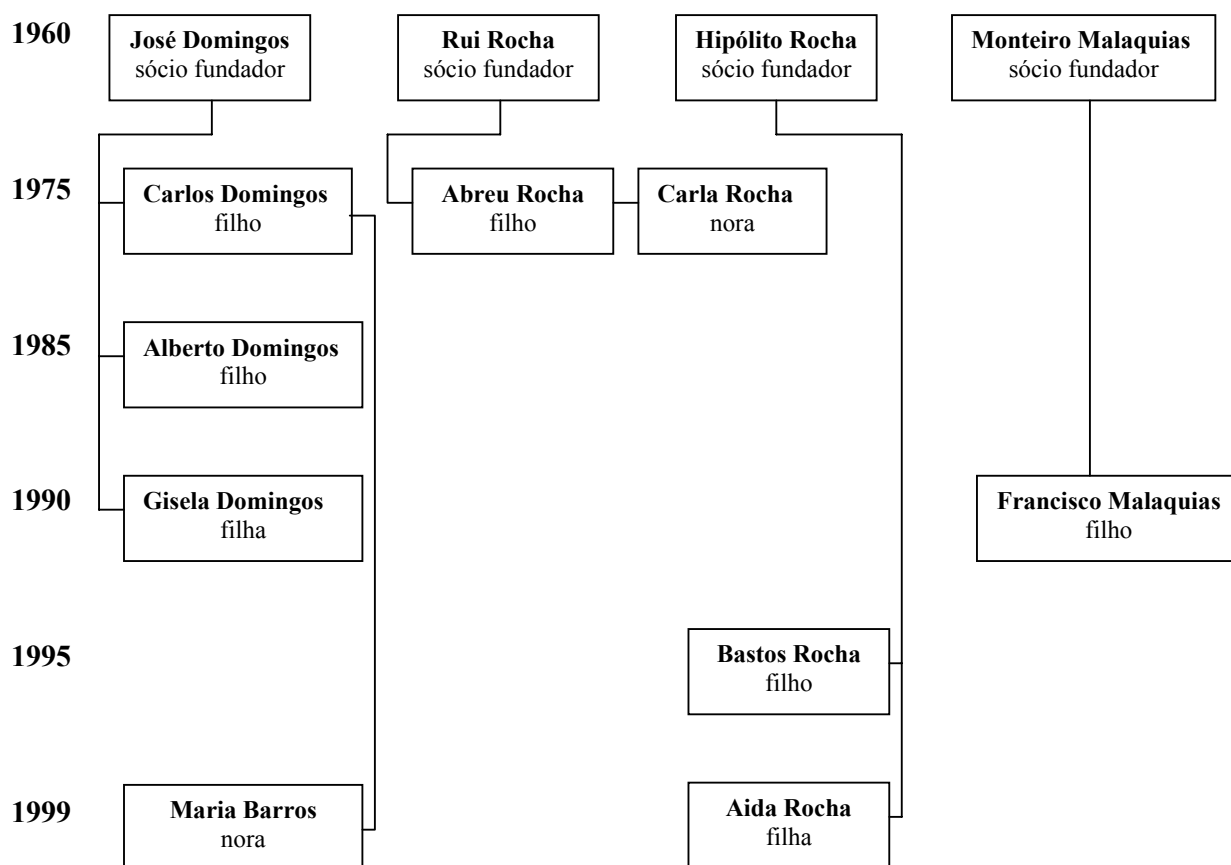 1960
José Domingos
sócio fundador
Rui Rocha
sócio fundador
Hipólito Rocha
sócio fundador
Monteiro Malaquias
sócio fundador
1975
Carlos Domingos
filho
Abreu Rocha
filho
Carla Rocha
nora
1985
Alberto Domingos
filho
1990
Gisela Domingos
filha
Francisco Malaquias
filho
1995
Bastos Rocha
filho
1999
Maria Barros
nora
Aida Rocha
filha